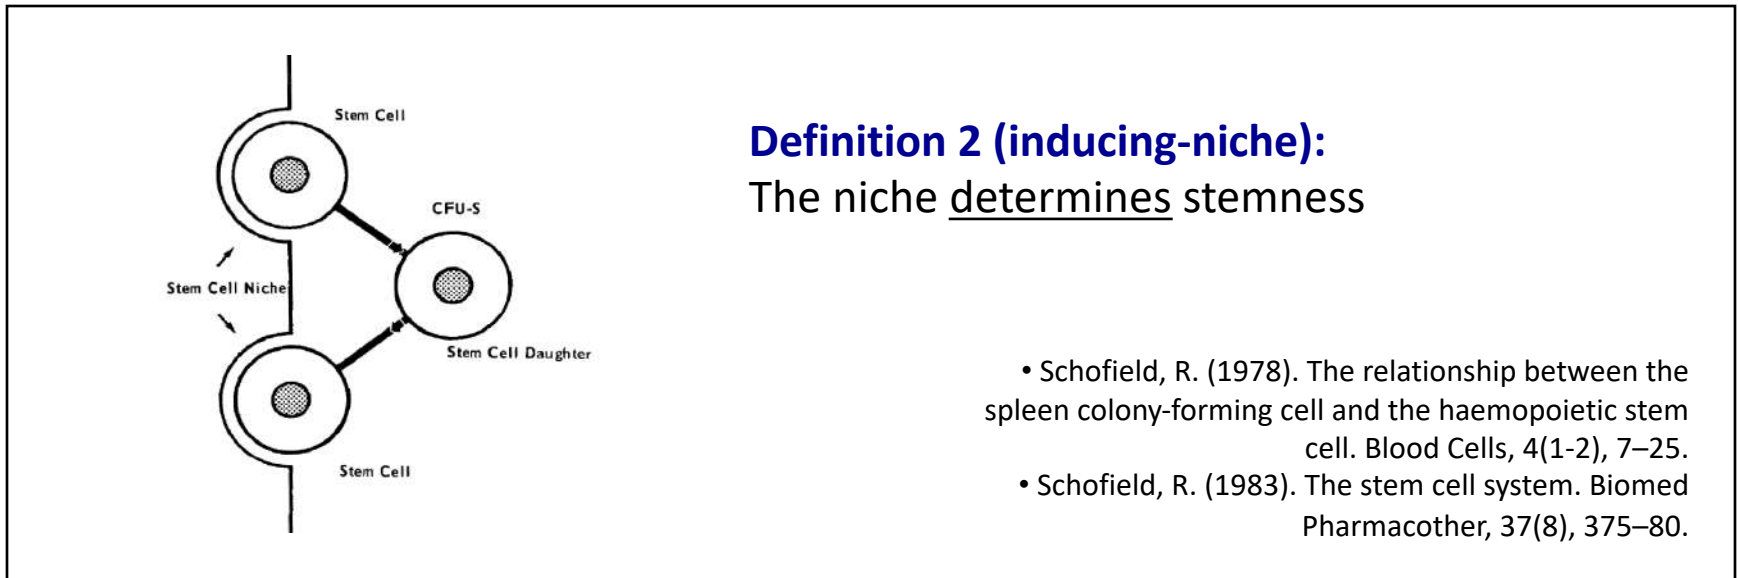 Stem Cell
CFU-S
Stem Cell Niche
Stem Cell Daughter
Stem Cell
Definition 2 (inducing-niche):
The niche determines stemness
• Schofield, R. (1978). The relationship between the
spleen colony-forming cell and the haemopoietic stem
cell. Blood Cells, 4(1-2), 7–25.
• Schofield, R. (1983). The stem cell system. Biomed
Pharmacother, 37(8), 375–80.